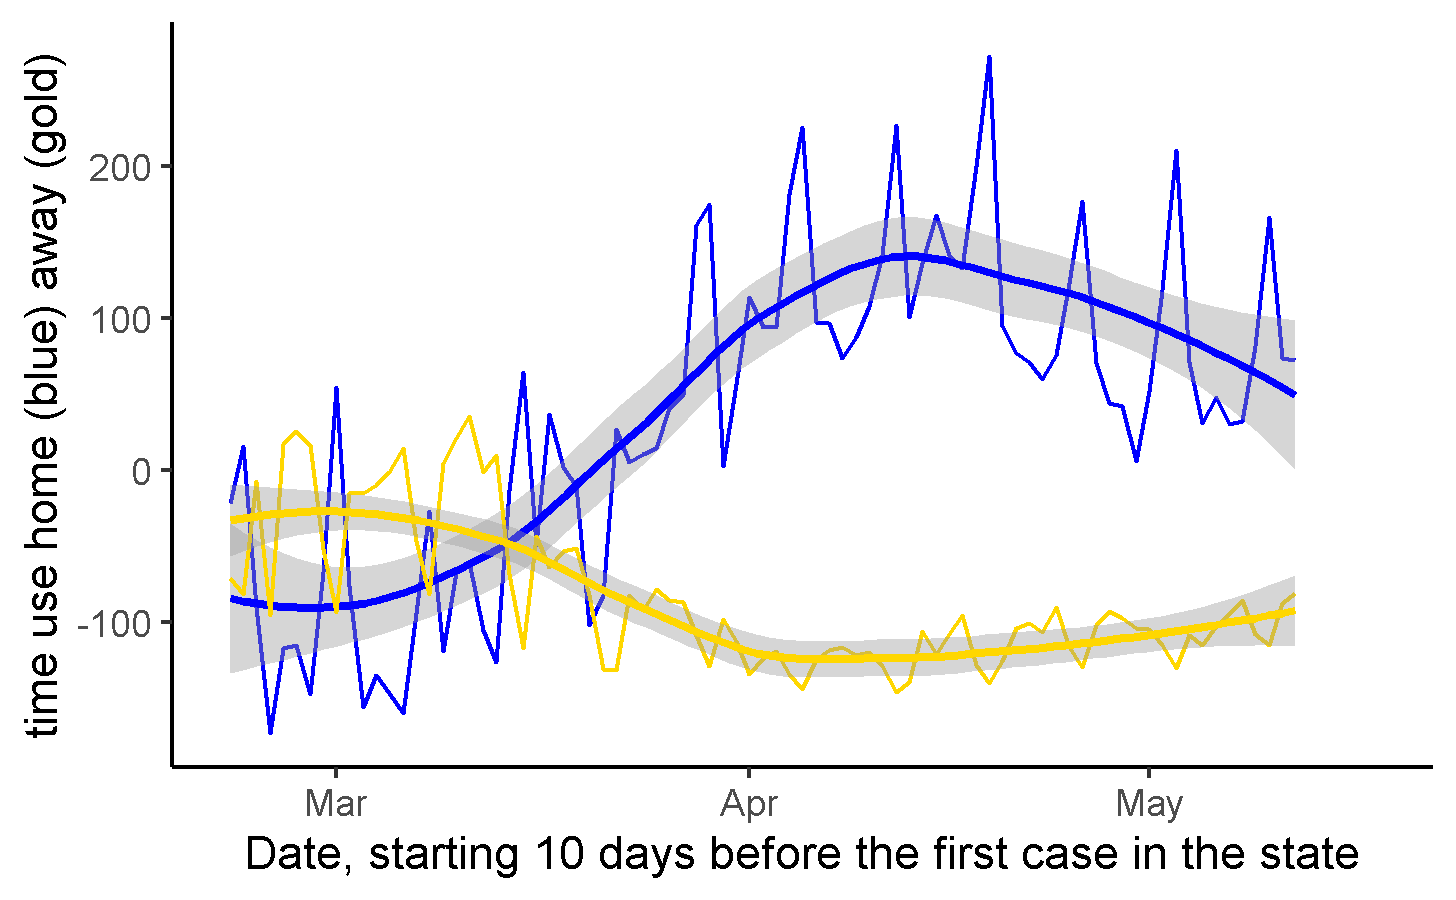 time use home (blue) away (gold)
200
100
0
-100
Mar
Apr
May
Date, starting 10 days before the first case in the state